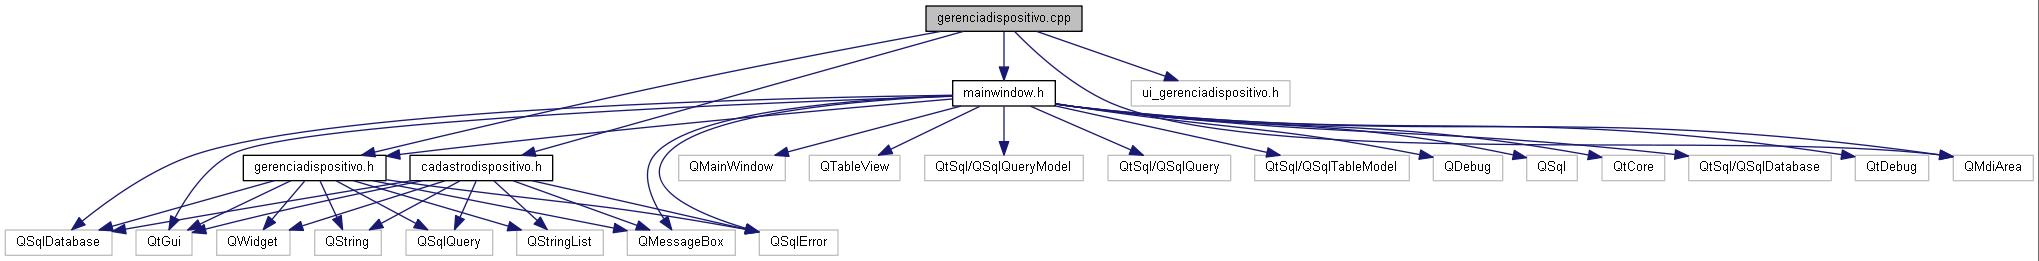 gerenciadispositivo.cpp
mainwindow.h
ui_gerenciadispositivo.h
gerenciadispositivo.h
cadastrodispositivo.h
QMainWindow
QTableView
QtSql/QSqlQueryModel
QtSql/QSqlQuery
QtSql/QSqlTableModel
QDebug
QSql
QtCore
QtSql/QSqlDatabase
QtDebug
QMdiArea
QSqlDatabase
QtGui
QWidget
QString
QSqlQuery
QStringList
QMessageBox
QSqlError